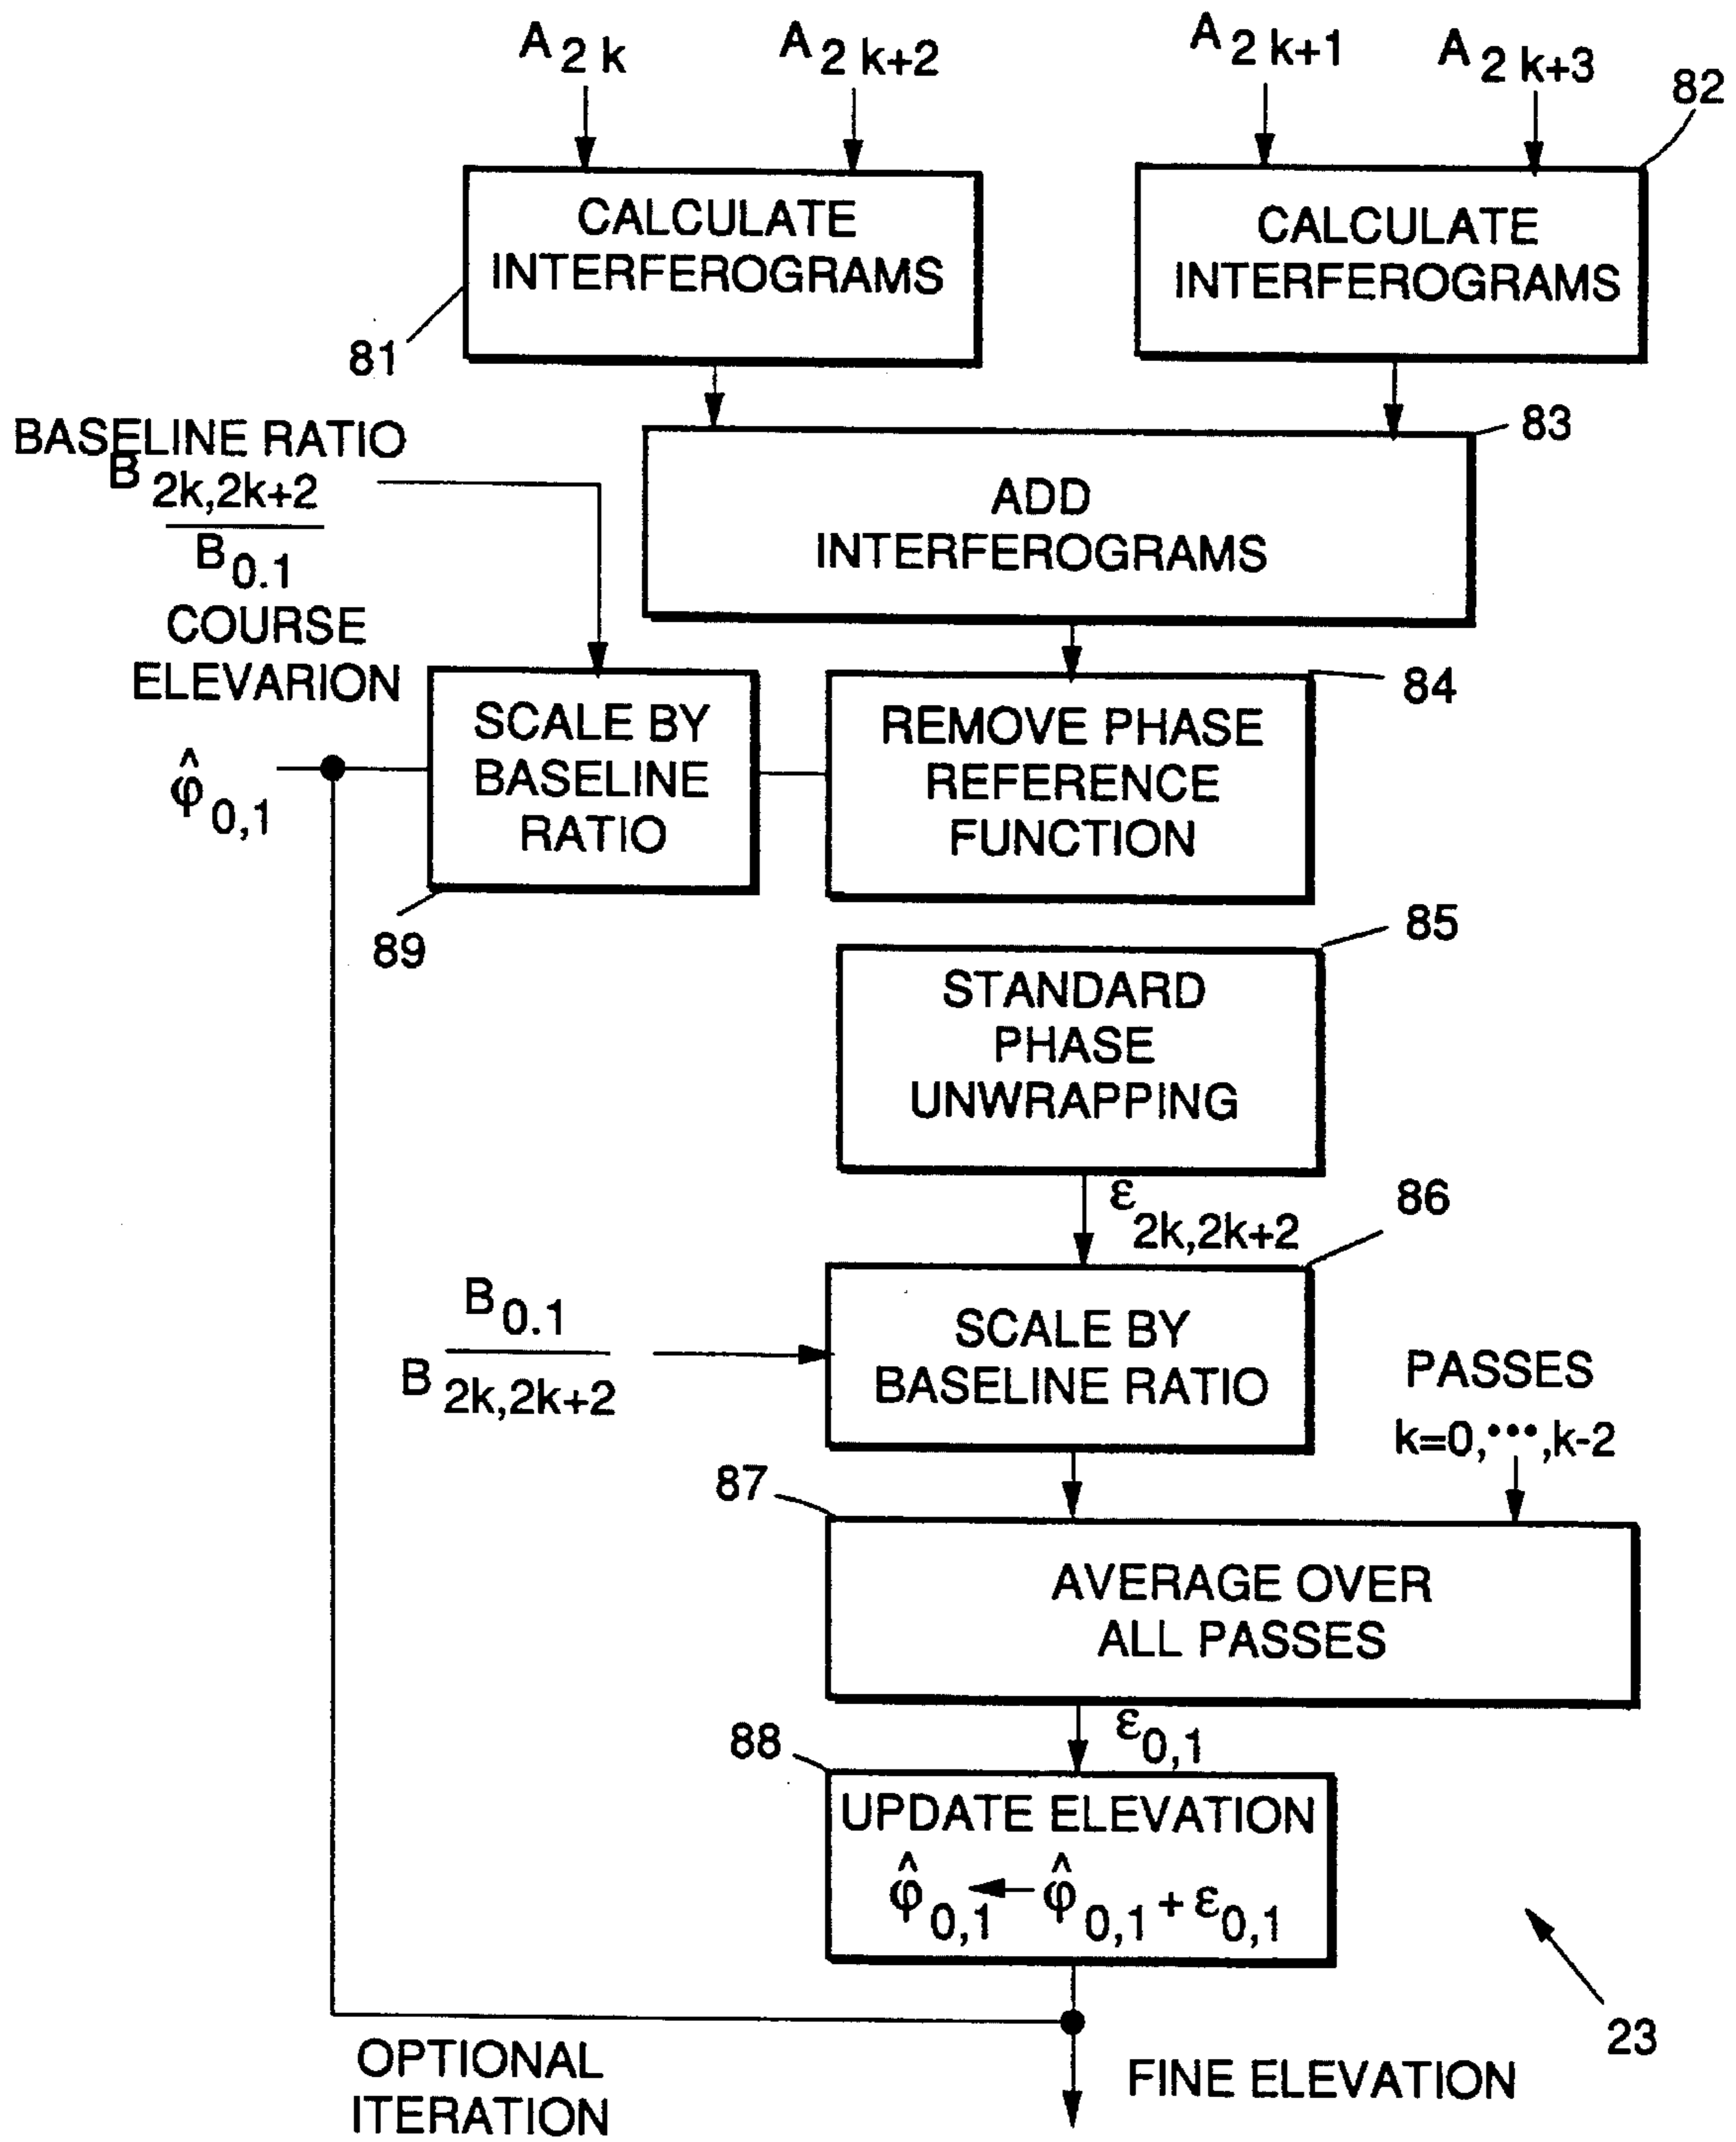 A 2 k
A 2 k+2
A 2 k+1
A 2 k+3
82
CALCULATE
INTERFEROGRAMS
CALCULATE
INTERFEROGRAMS
81
83
BASELINE RATIO
B 2k,2k+2
B 0.1
ADD
INTERFEROGRAMS
COURSE
ELEVARION
84
SCALE BY
BASELINE
RATIO
REMOVE PHASE
REFERENCE
FUNCTION
φ̂ 0,1
89
85
STANDARD
PHASE
UNWRAPPING
ε 2k,2k+2
86
B 0.1
B 2k,2k+2
SCALE BY
BASELINE RATIO
PASSES
k=0,•••,k-2
87
AVERAGE OVER
ALL PASSES
ε 0,1
88
UPDATE ELEVATION
φ̂ 0,1 ← φ̂ 0,1 + ε 0,1
23
OPTIONAL
ITERATION
FINE ELEVATION